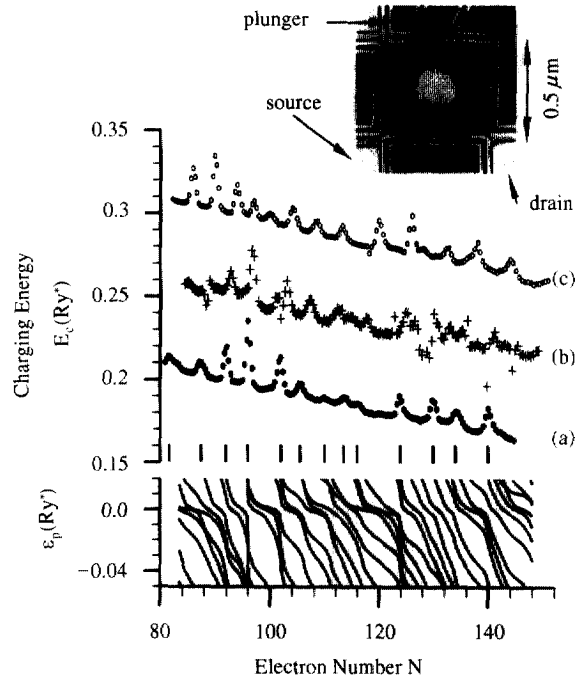 plunger
0.5 μm
source
drain
0.35
0.3
0.25
0.2
0.15
Charging Energy
E_c(Ry*)
(c)
(b)
(a)
0.0
−0.04
ε_p(Ry*)
80
100
120
140
Electron Number N